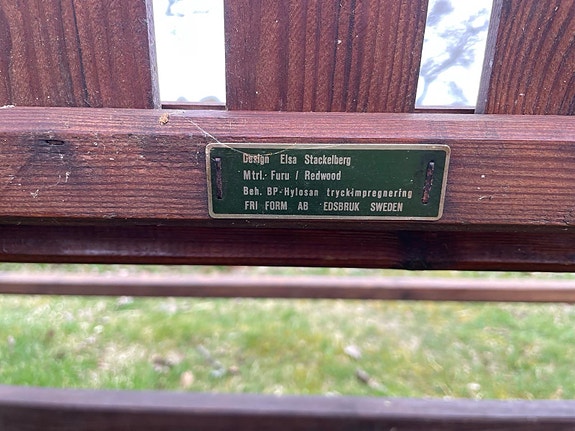 Design Elsa Stackelberg
Mtrl.- Furu / Redwood
Beh. BP-Hylosan tryckimpregnering
FRI FORM AB EDSBRUK SWEDEN